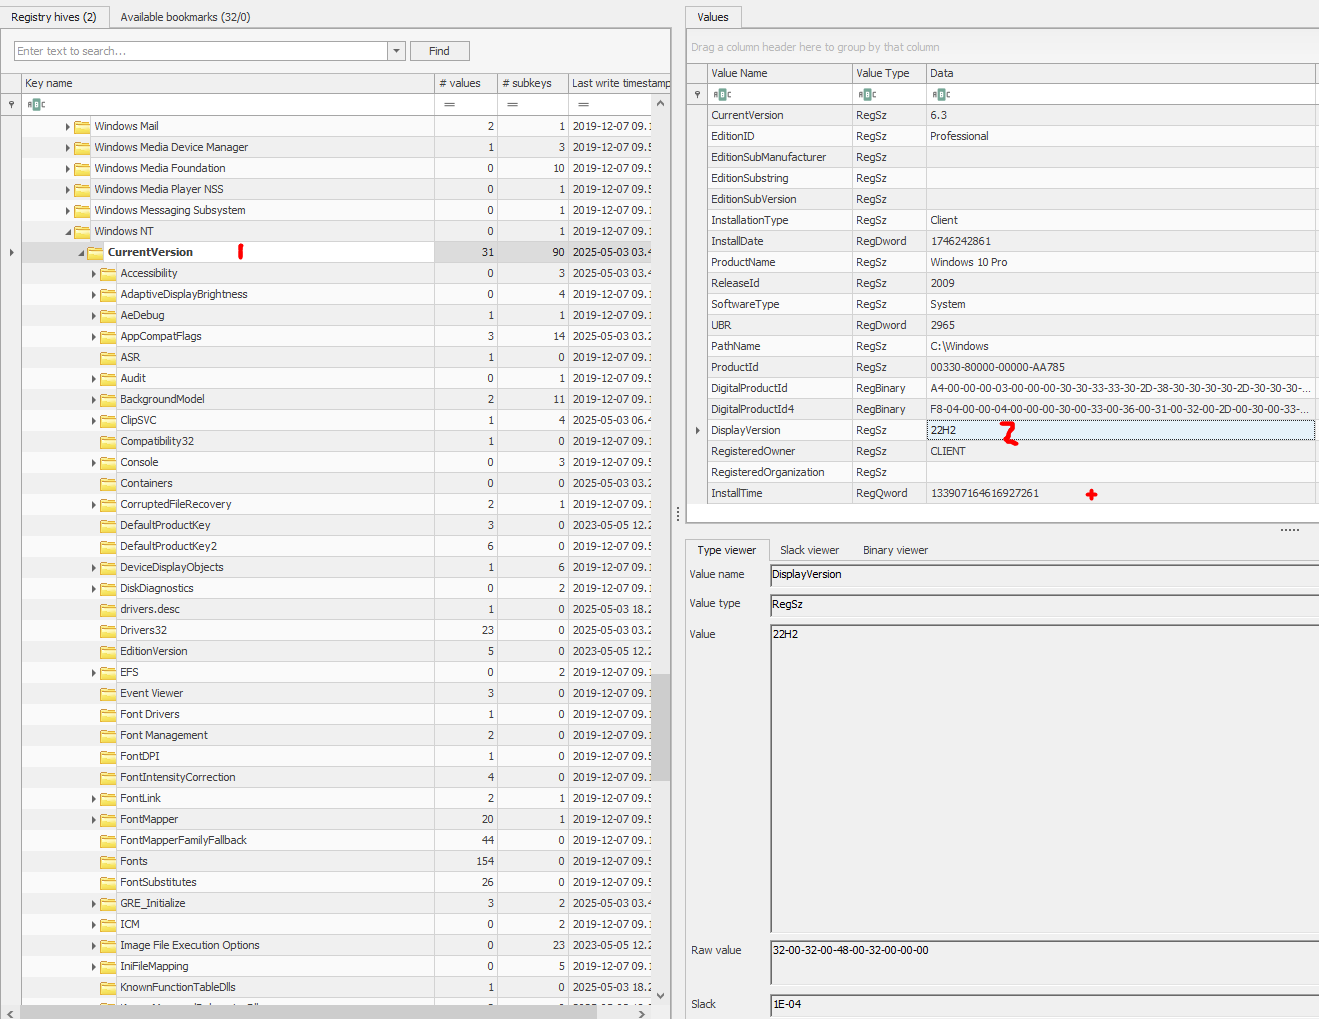 Registry hives (2) Available bookmarks (32/0)
Enter text to search... Find
Key name # values # subkeys Last write timestamp
ABC = = =
Windows Mail 2 1 2019-12-07 09.1
Windows Media Device Manager 1 3 2019-12-07 09.5
Windows Media Foundation 0 10 2019-12-07 09.5
Windows Media Player NSS 0 1 2019-12-07 09.5
Windows Messaging Subsystem 0 1 2019-12-07 09.1
Windows NT 0 1 2019-12-07 09.1
CurrentVersion 1 31 90 2025-05-03 03.4
Accessibility 0 3 2025-05-03 03.4
AdaptiveDisplayBrightness 0 4 2019-12-07 09.1
AeDebug 1 1 2019-12-07 09.1
AppCompatFlags 3 14 2025-05-03 03.2
ASR 1 0 2019-12-07 09.1
Audit 0 1 2019-12-07 09.5
BackgroundModel 2 11 2019-12-07 09.1
ClipSVC 1 4 2025-05-03 06.4
Compatibility32 1 0 2019-12-07 09.1
Console 0 3 2019-12-07 09.5
Containers 0 0 2025-05-03 03.2
CorruptedFileRecovery 2 1 2019-12-07 09.5
DefaultProductKey 3 0 2023-05-05 12.2
DefaultProductKey2 6 0 2019-12-07 09.5
DeviceDisplayObjects 1 6 2019-12-07 09.1
DiskDiagnostics 0 2 2019-12-07 09.1
drivers.desc 1 0 2025-05-03 18.2
Drivers32 23 0 2025-05-03 03.2
EditionVersion 5 0 2023-05-05 12.2
EFS 0 2 2019-12-07 09.1
Event Viewer 3 0 2019-12-07 09.1
Font Drivers 1 0 2019-12-07 09.1
Font Management 2 0 2019-12-07 09.1
FontDPI 1 0 2019-12-07 09.5
FontIntensityCorrection 4 0 2019-12-07 09.1
FontLink 2 1 2019-12-07 09.5
FontMapper 20 1 2019-12-07 09.5
FontMapperFamilyFallback 44 0 2019-12-07 09.1
Fonts 154 0 2019-12-07 09.5
FontSubstitutes 26 0 2019-12-07 09.5
GRE_Initialize 3 2 2025-05-03 03.4
ICM 0 2 2019-12-07 09.1
Image File Execution Options 0 23 2023-05-05 12.2
IniFileMapping 0 5 2019-12-07 09.1
KnownFunctionTableDlls 1 0 2025-05-03 18.2
Values
Drag a column header here to group by that column
Value Name Value Type Data
ABC ABC ABC
CurrentVersion RegSz 6.3
EditionID RegSz Professional
EditionSubManufacturer RegSz
EditionSubstring RegSz
EditionSubVersion RegSz
InstallationType RegSz Client
InstallDate RegDword 1746242861
ProductName RegSz Windows 10 Pro
ReleaseId RegSz 2009
SoftwareType RegSz System
UBR RegDword 2965
PathName RegSz C:\Windows
ProductId RegSz 00330-80000-00000-AA785
DigitalProductId RegBinary A4-00-00-00-03-00-00-00-30-30-33-33-30-2D-38-30-30-30-30-2D-30-30-30-...
DigitalProductId4 RegBinary F8-04-00-00-04-00-00-00-30-00-33-00-36-00-31-00-32-00-2D-00-30-00-33-...
DisplayVersion RegSz 22H2 2
RegisteredOwner RegSz CLIENT
RegisteredOrganization RegSz
InstallTime RegQword 133907164616927261 +
Type viewer Slack viewer Binary viewer
Value name DisplayVersion
Value type RegSz
Value 22H2
Raw value 32-00-32-00-48-00-32-00-00-00
Slack 1E-04